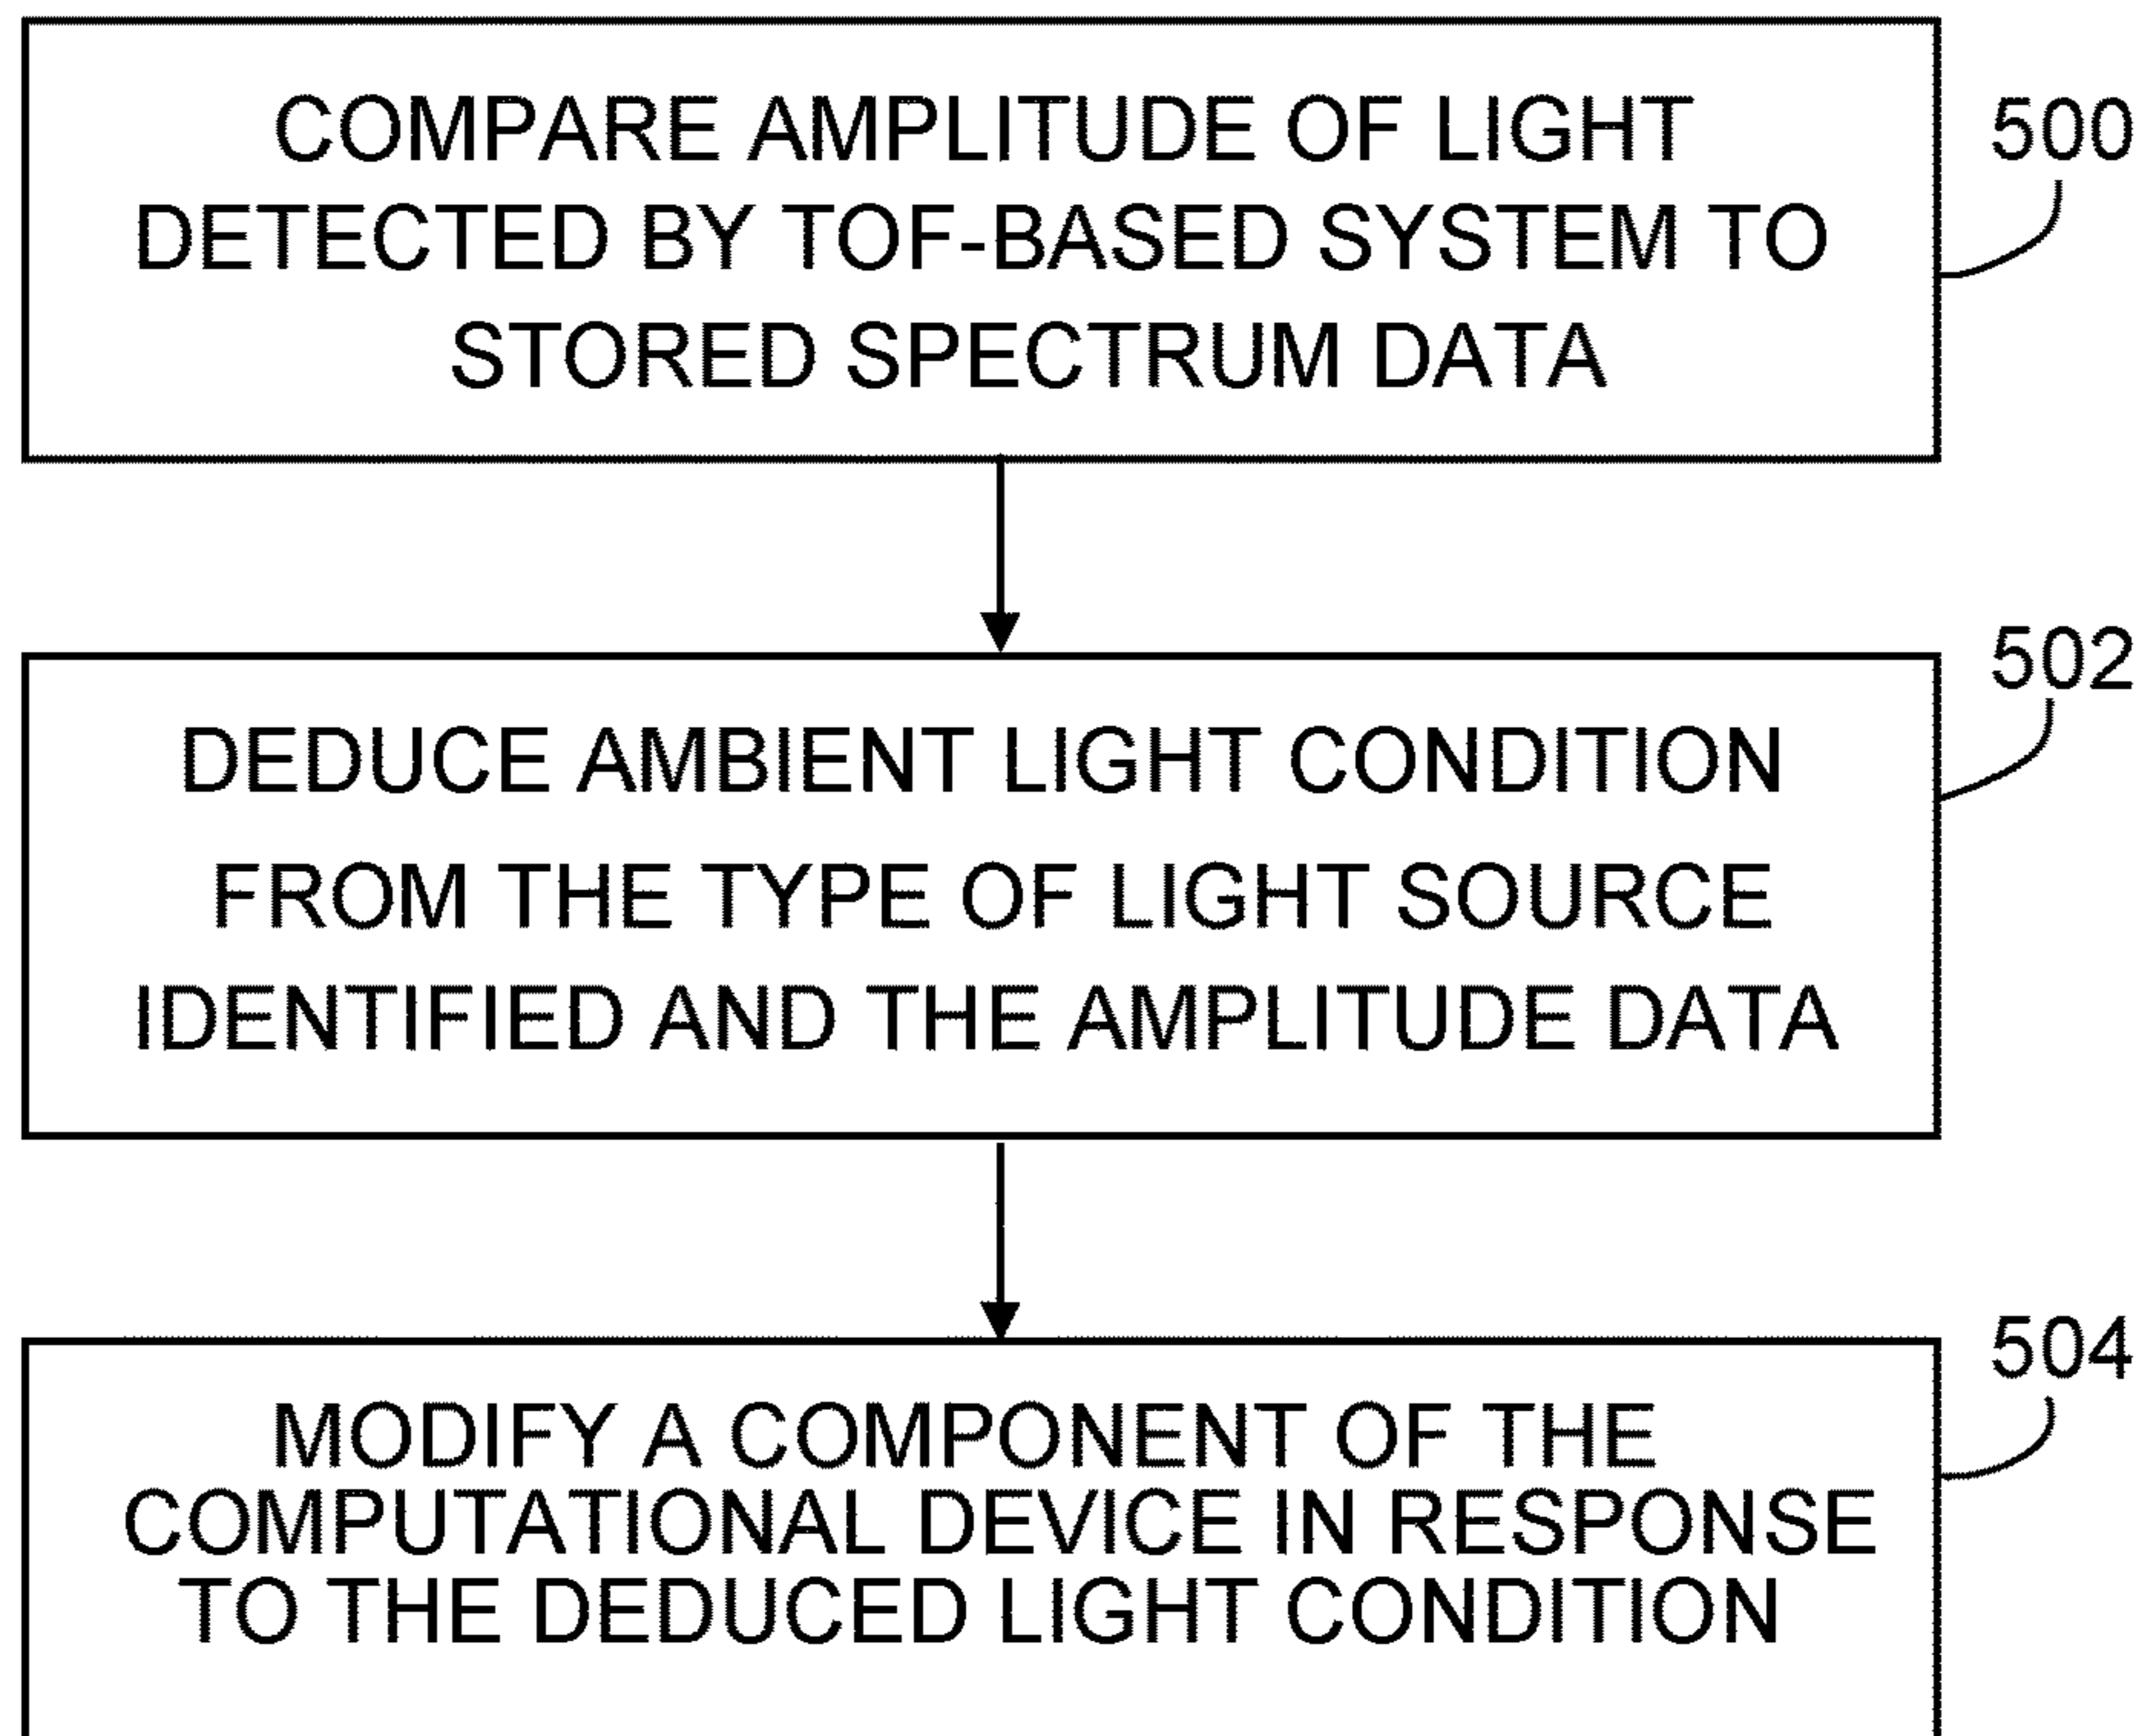 COMPARE AMPLITUDE OF LIGHT
DETECTED BY TOF-BASED SYSTEM TO
STORED SPECTRUM DATA
500
DEDUCE AMBIENT LIGHT CONDITION
FROM THE TYPE OF LIGHT SOURCE
IDENTIFIED AND THE AMPLITUDE DATA
502
MODIFY A COMPONENT OF THE
COMPUTATIONAL DEVICE IN RESPONSE
TO THE DEDUCED LIGHT CONDITION
504